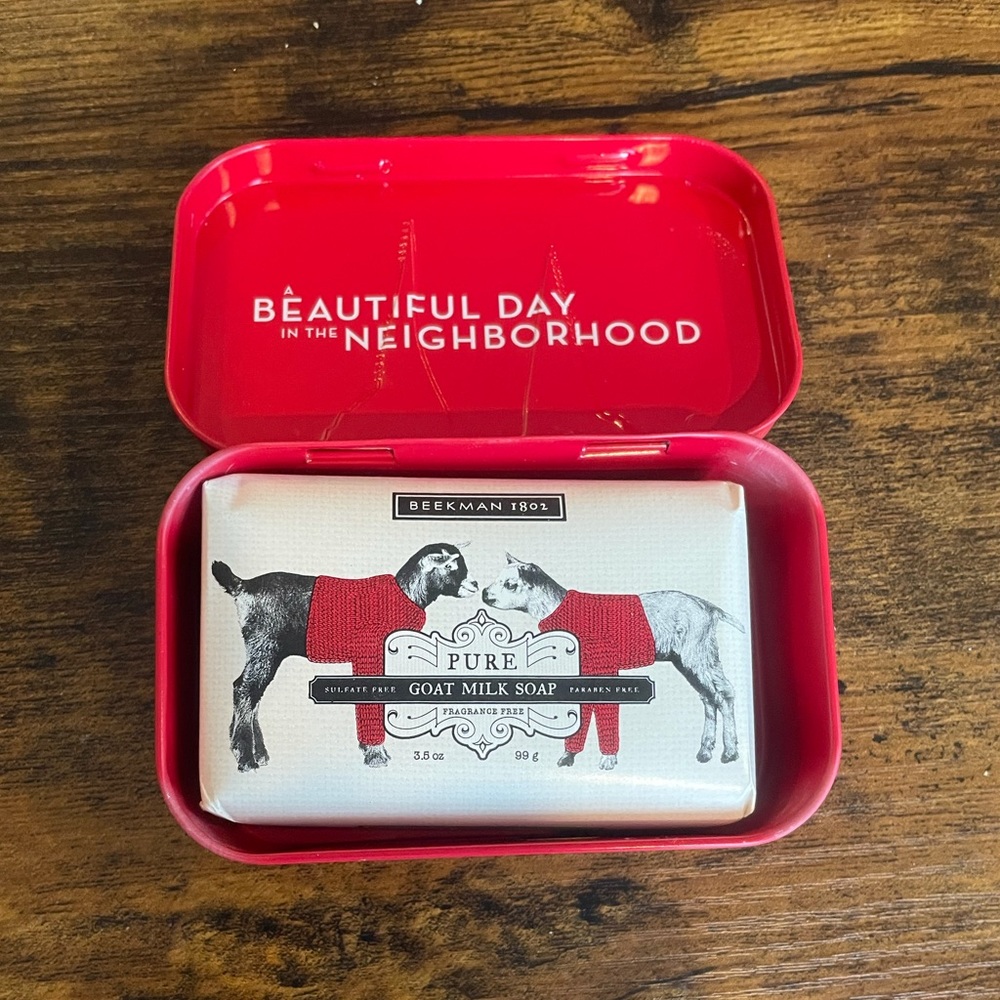 A
BEAUTIFUL DAY
IN THE NEIGHBORHOOD
BEEKMAN 1802
PURE
SULFATE FREE GOAT MILK SOAP PARABEN FREE
FRAGRANCE FREE
3.5 oz 99 g